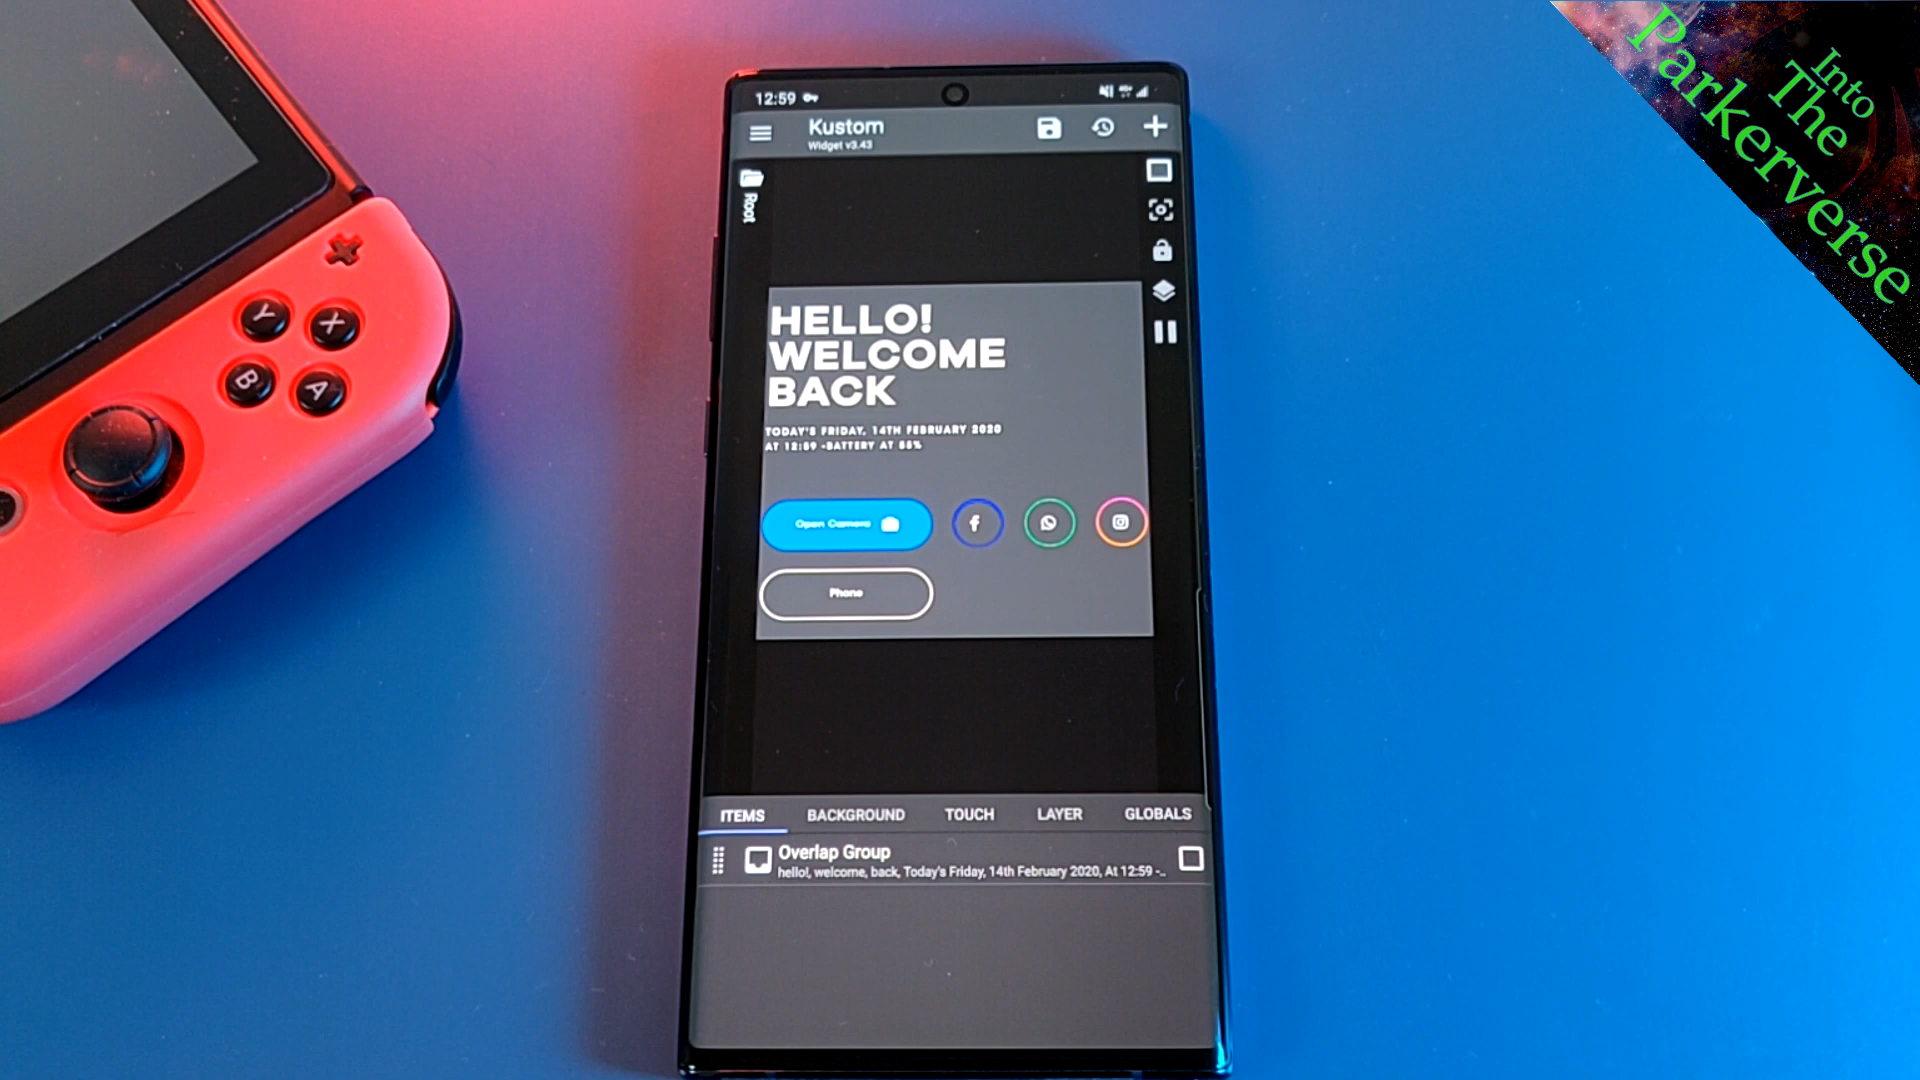 12:59
Kustom
Widget v3.43
Root
HELLO!
WELCOME
BACK
TODAY'S FRIDAY, 14TH FEBRUARY 2020
AT 12:59 -BATTERY AT 55%
Open Camera
Phone
ITEMS BACKGROUND TOUCH LAYER GLOBALS
Overlap Group
hello!, welcome, back, Today's Friday, 14th February 2020, At 12:59 -..
Y
X
B
A
Into
The
Parkerverse